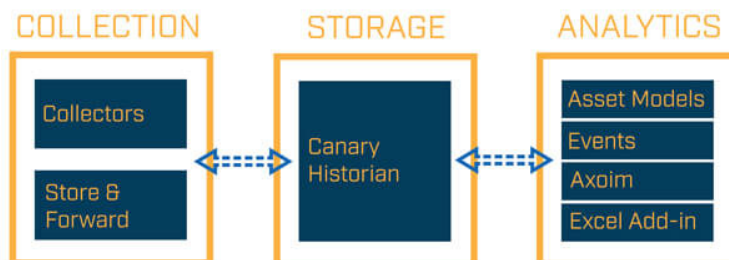 COLLECTION
Collectors
Store &
Forward
STORAGE
Canary
Historian
ANALYTICS
Asset Models
Events
Axoim
Excel Add-in